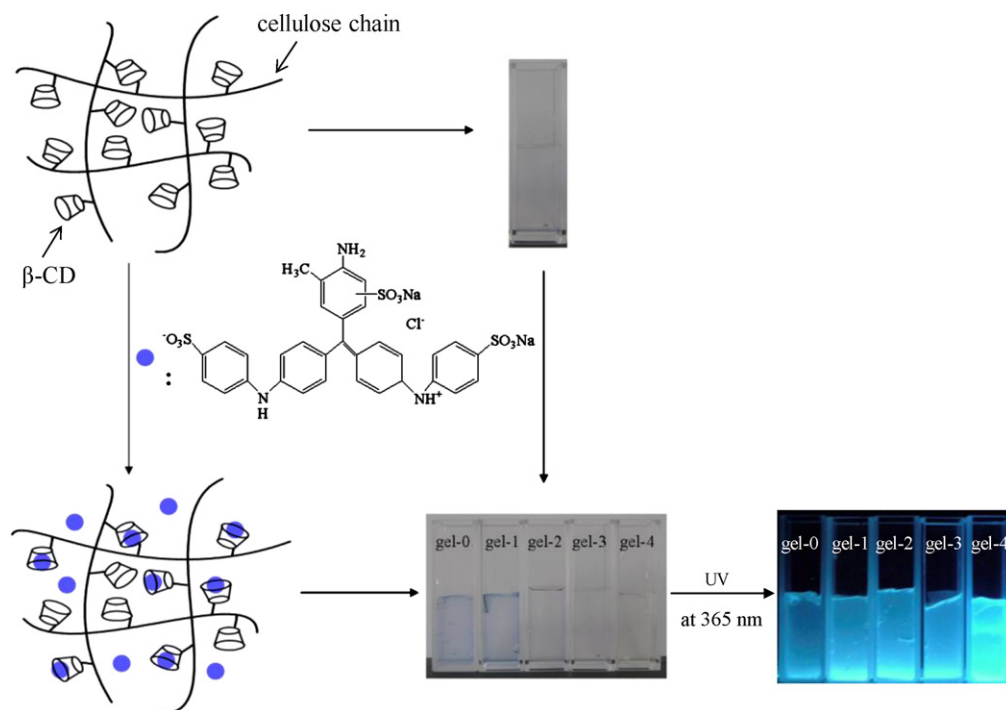 cellulose chain
β-CD
NH₂
H₃C
SO₃Na
Cl⁻
⁻O₃S
SO₃Na
:
N
H
NH⁺
gel-0 gel-1 gel-2 gel-3 gel-4
UV
at 365 nm
gel-0 gel-1 gel-2 gel-3 gel-4